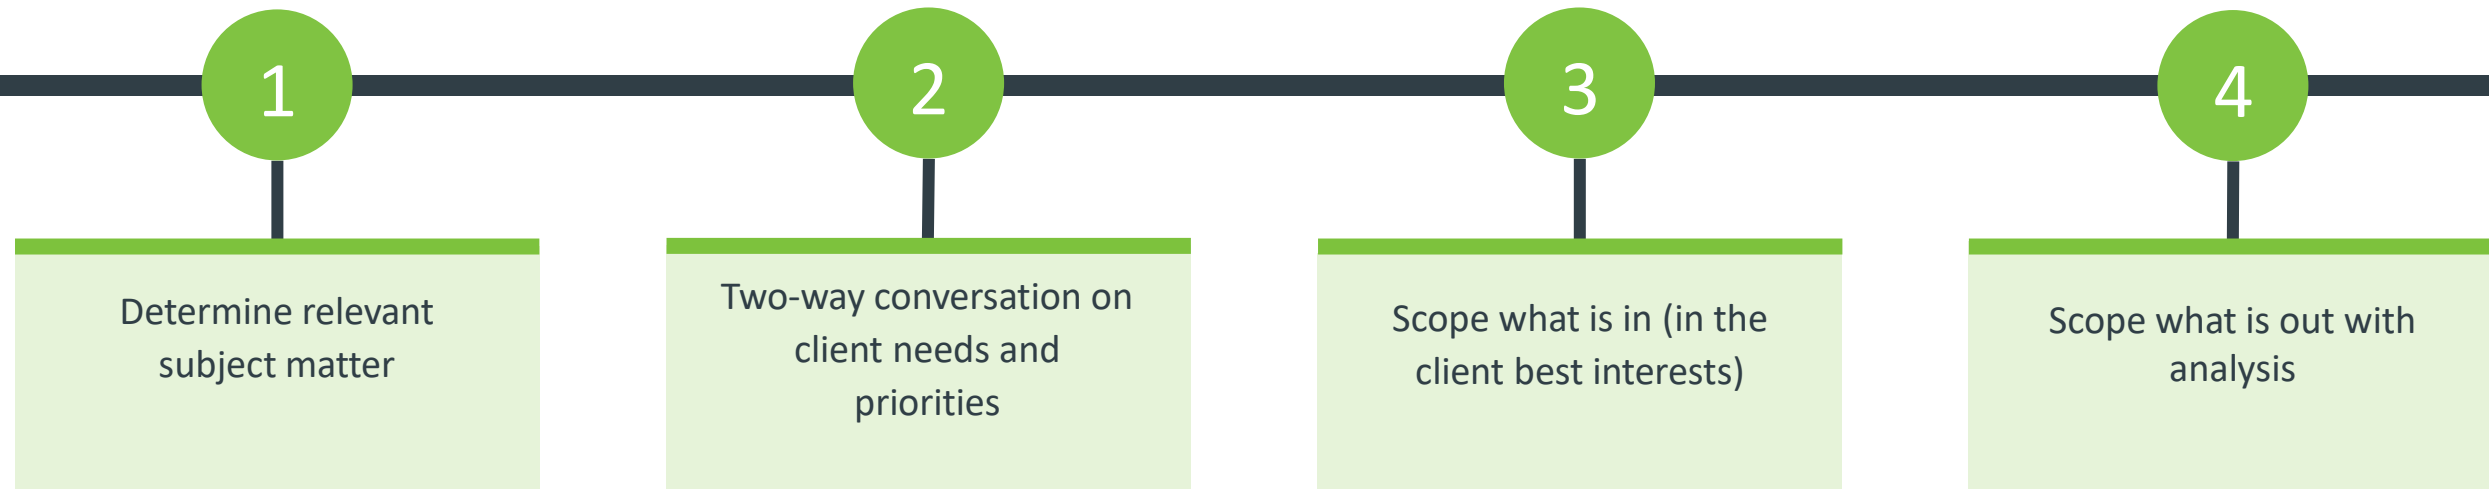 1
2
3
4
Determine relevant
subject matter
Two-way conversation on
client needs and
priorities
Scope what is in (in the
client best interests)
Scope what is out with
analysis